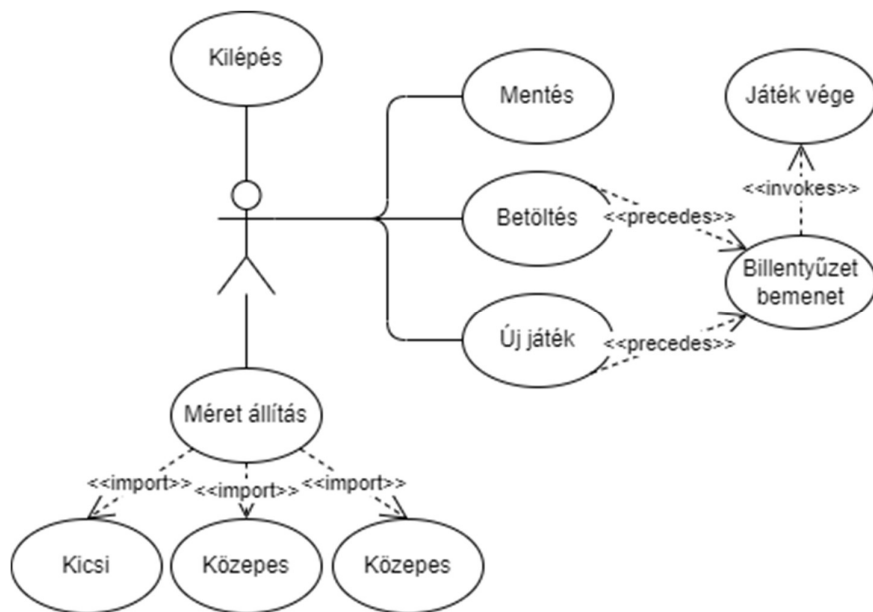 Kilépés
Mentés
Játék vége
<<invokes>>
Betöltés
<<precedes>>
Billentyűzet
bemenet
Új játék
<<precedes>>
Méret állítás
<<import>>
<<import>>
<<import>>
Kicsi
Közepes
Közepes